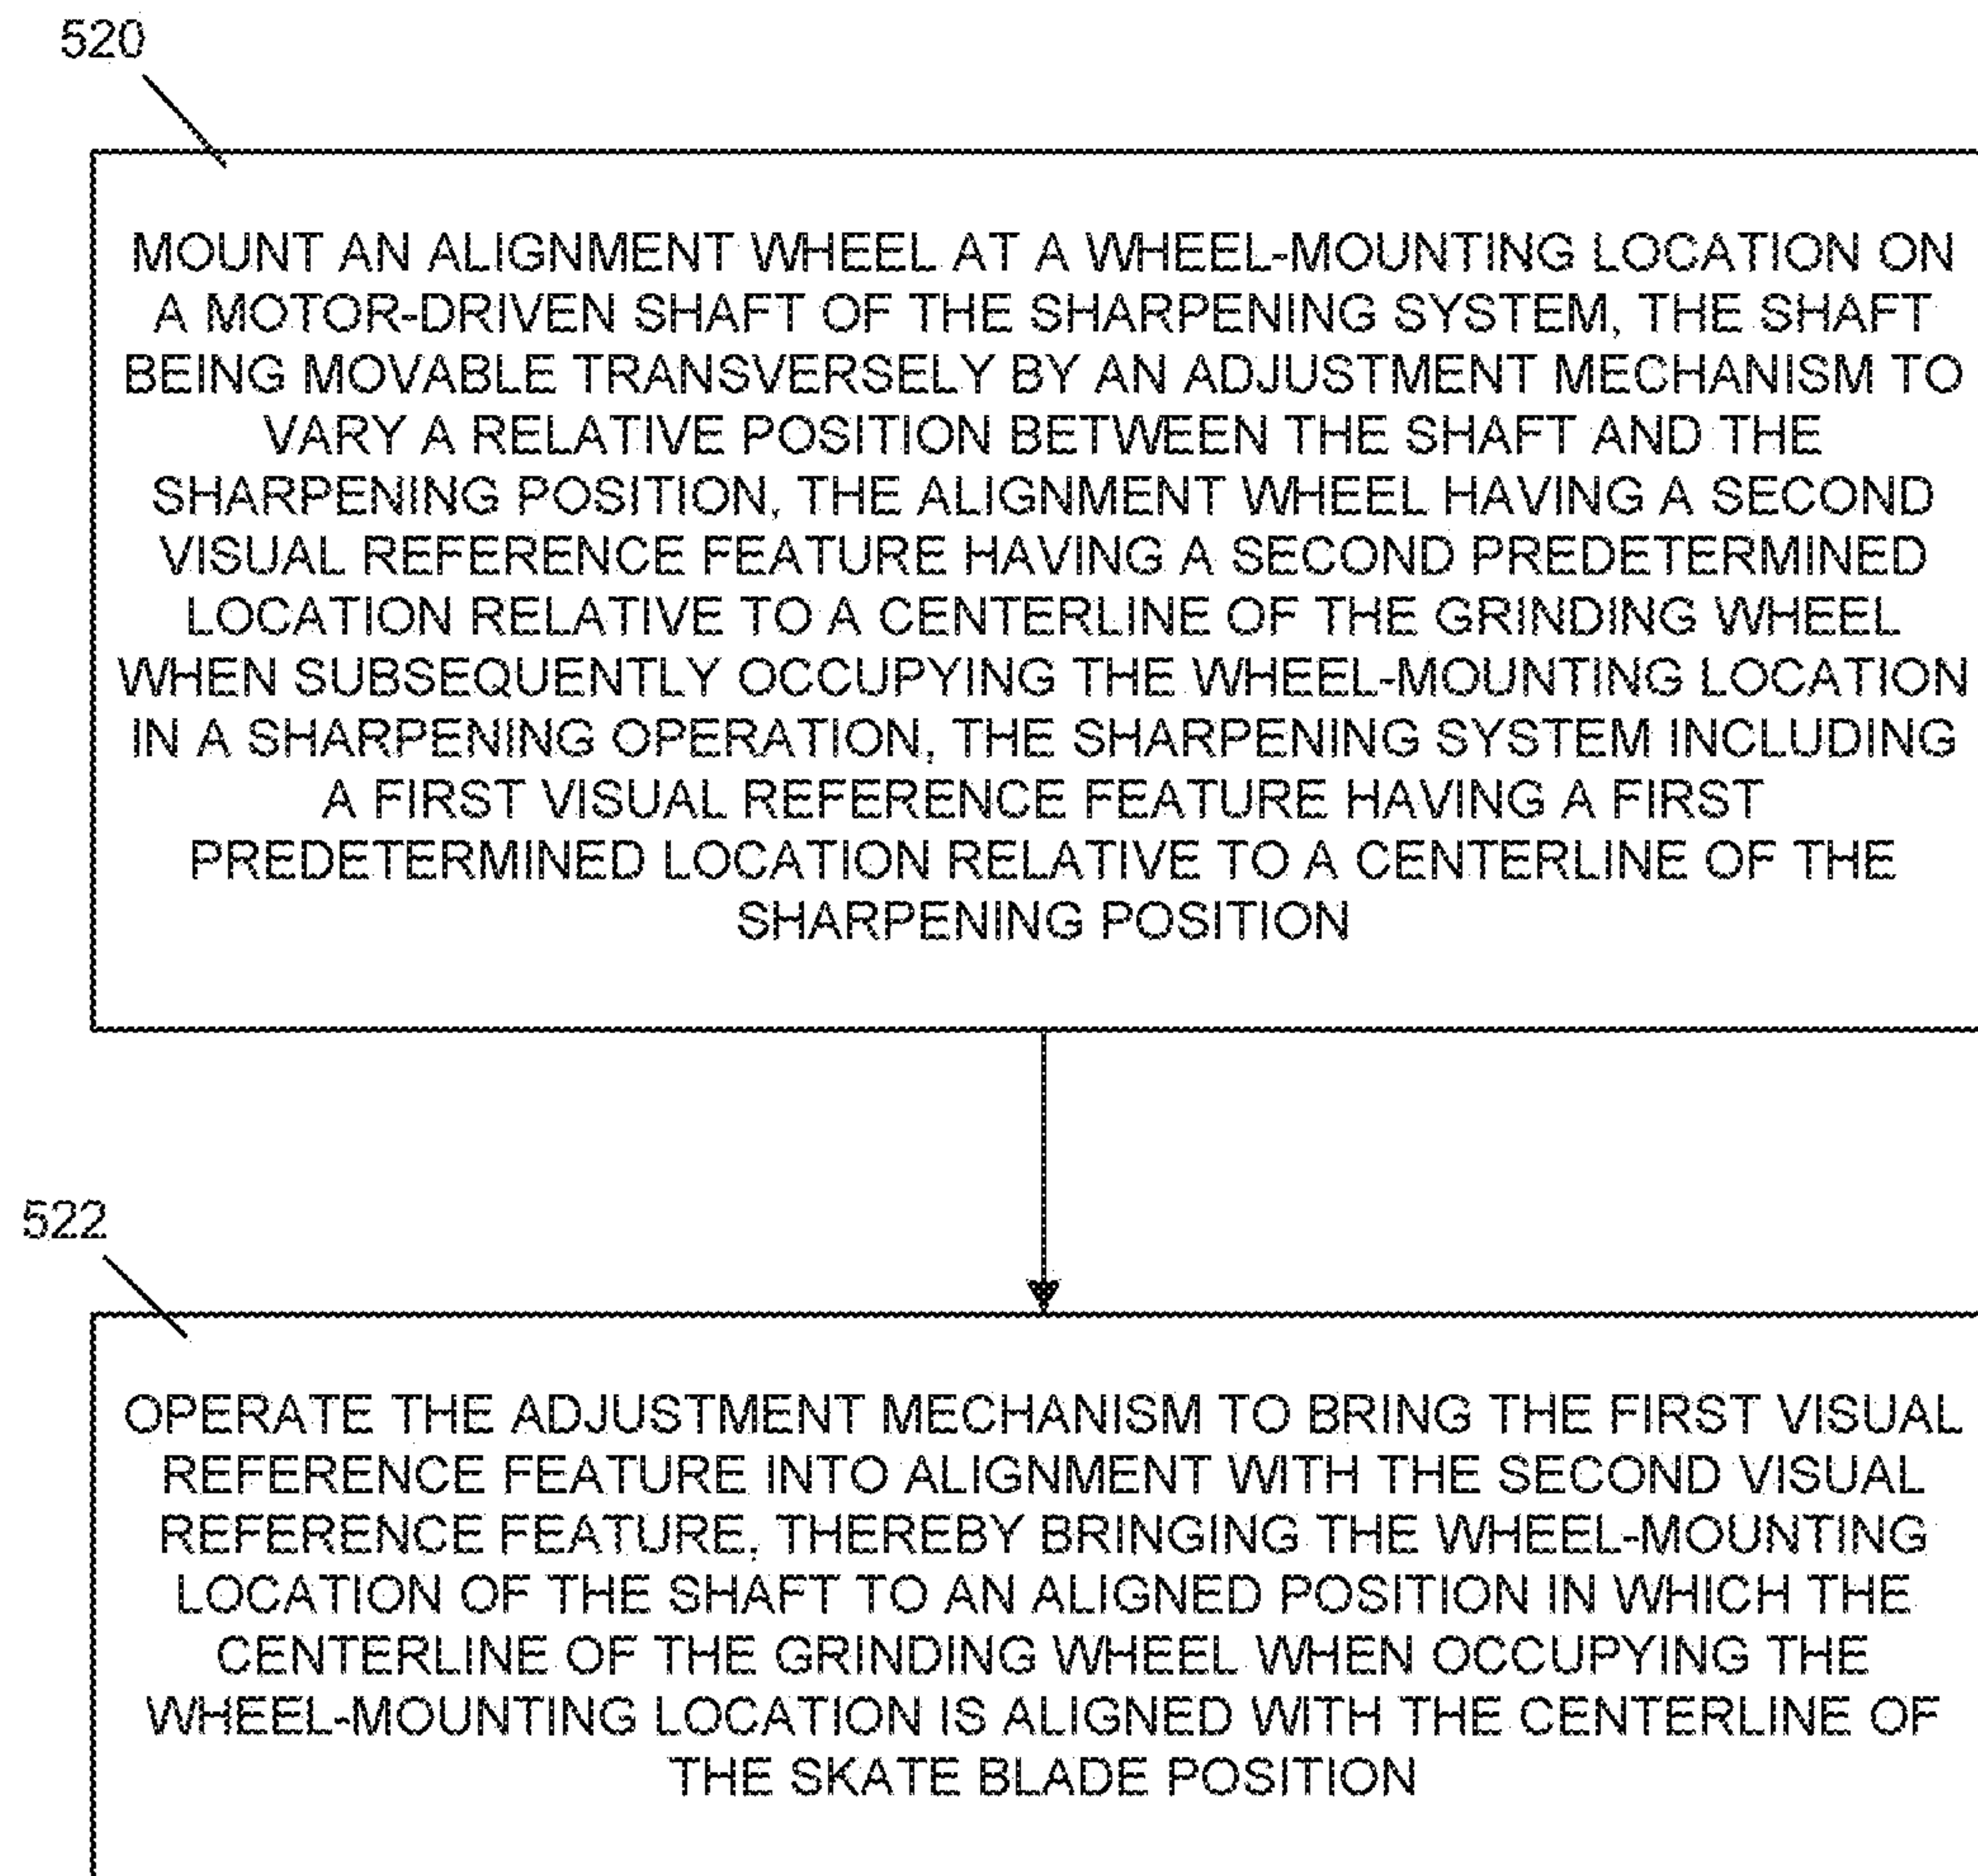 520
MOUNT AN ALIGNMENT WHEEL AT A WHEEL-MOUNTING LOCATION ON
A MOTOR-DRIVEN SHAFT OF THE SHARPENING SYSTEM, THE SHAFT
BEING MOVABLE TRANSVERSELY BY AN ADJUSTMENT MECHANISM TO
VARY A RELATIVE POSITION BETWEEN THE SHAFT AND THE
SHARPENING POSITION, THE ALIGNMENT WHEEL HAVING A SECOND
VISUAL REFERENCE FEATURE HAVING A SECOND PREDETERMINED
LOCATION RELATIVE TO A CENTERLINE OF THE GRINDING WHEEL
WHEN SUBSEQUENTLY OCCUPYING THE WHEEL-MOUNTING LOCATION
IN A SHARPENING OPERATION, THE SHARPENING SYSTEM INCLUDING
A FIRST VISUAL REFERENCE FEATURE HAVING A FIRST
PREDETERMINED LOCATION RELATIVE TO A CENTERLINE OF THE
SHARPENING POSITION
522
OPERATE THE ADJUSTMENT MECHANISM TO BRING THE FIRST VISUAL
REFERENCE FEATURE INTO ALIGNMENT WITH THE SECOND VISUAL
REFERENCE FEATURE, THEREBY BRINGING THE WHEEL-MOUNTING
LOCATION OF THE SHAFT TO AN ALIGNED POSITION IN WHICH THE
CENTERLINE OF THE GRINDING WHEEL WHEN OCCUPYING THE
WHEEL-MOUNTING LOCATION IS ALIGNED WITH THE CENTERLINE OF
THE SKATE BLADE POSITION